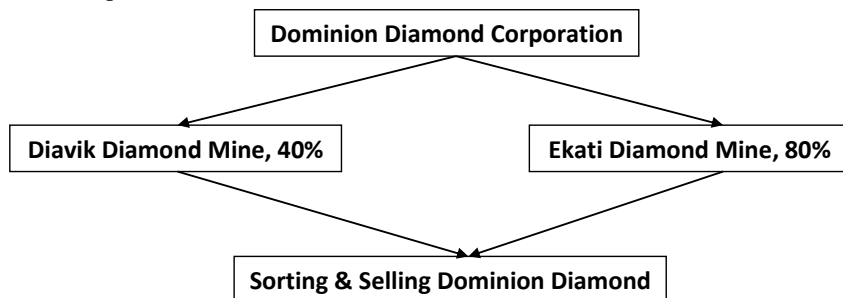 Dominion Diamond Corporation
Diavik Diamond Mine, 40%
Ekati Diamond Mine, 80%
Sorting & Selling Dominion Diamond